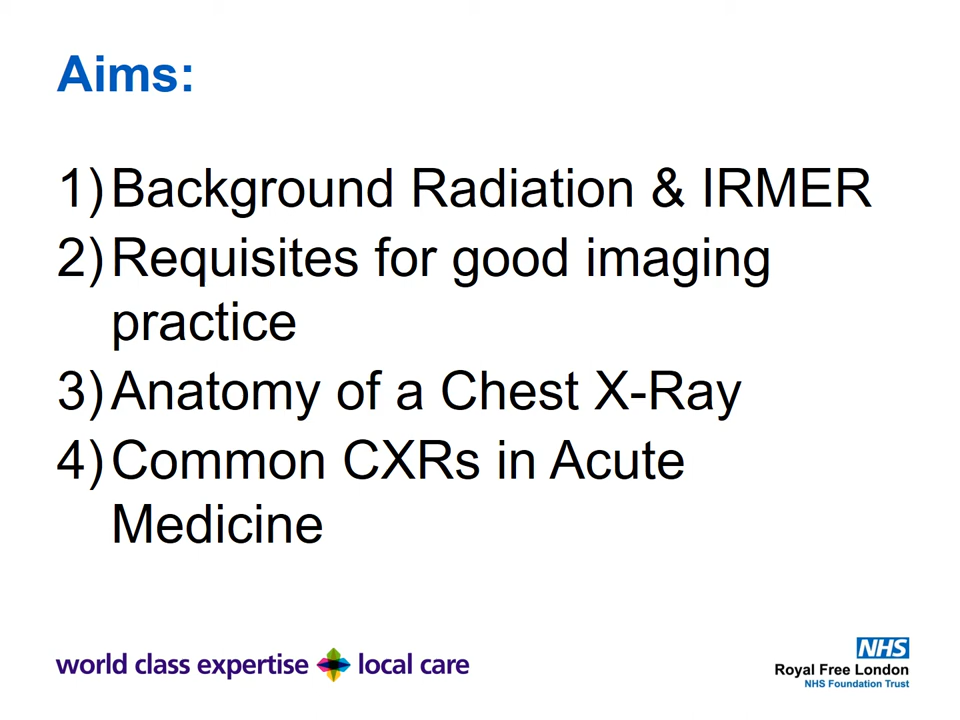 Aims:
1) Background Radiation & IRMER
2) Requisites for good imaging
practice
3) Anatomy of a Chest X-Ray
4) Common CXRs in Acute
Medicine
world class expertise local care
NHS
Royal Free London
NHS Foundation Trust